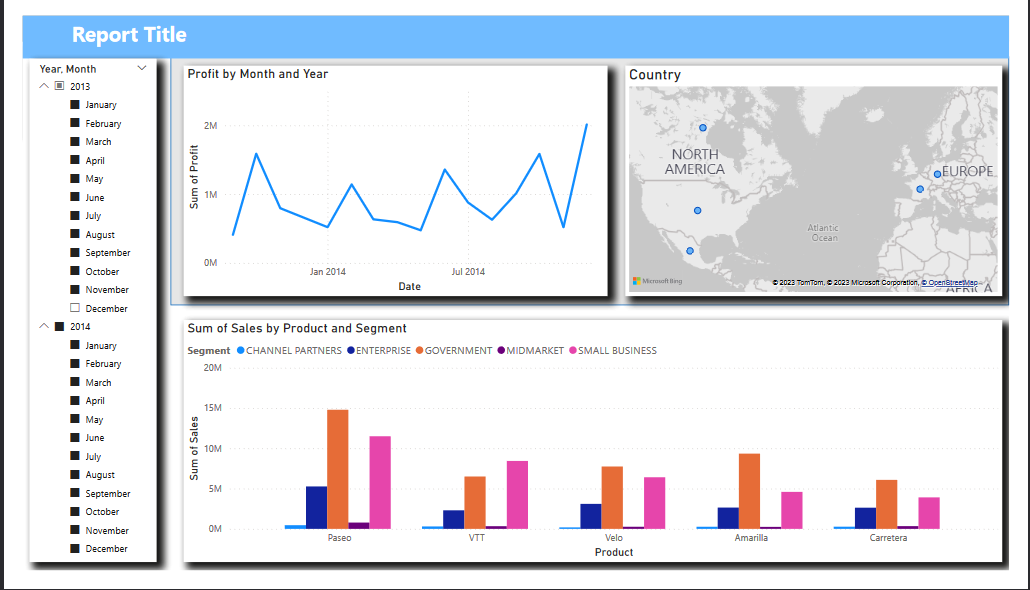 Report Title
Year, Month
2013
January
February
March
April
May
June
July
August
September
October
November
December
2014
January
February
March
April
May
June
July
August
September
October
November
December
Profit by Month and Year
Sum of Profit
2M
1M
0M
Jan 2014 Jul 2014
Date
Country
NORTH
AMERICA
EUROPE
Atlantic
Ocean
AFRICA
Microsoft Bing
© 2023 TomTom, © 2023 Microsoft Corporation, © OpenStreetMap
Sum of Sales by Product and Segment
Segment CHANNEL PARTNERS ENTERPRISE GOVERNMENT MIDMARKET SMALL BUSINESS
Sum of Sales
20M
15M
10M
5M
0M
Paseo VTT Velo Amarilla Carretera
Product